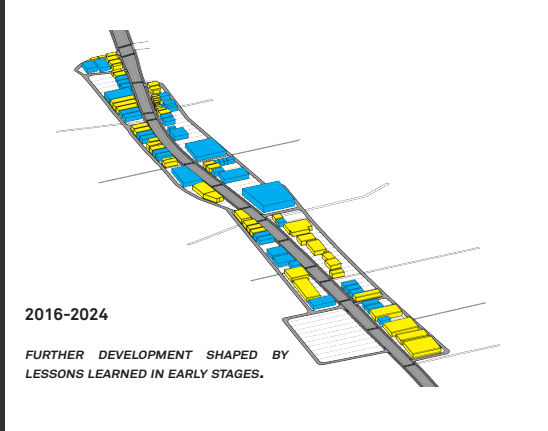 2016-2024
FURTHER DEVELOPMENT SHAPED BY
LESSONS LEARNED IN EARLY STAGES.